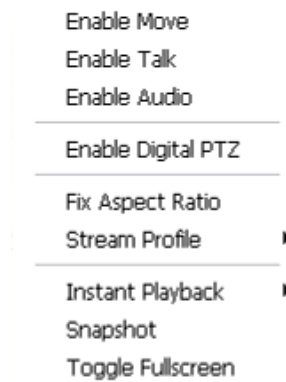 Enable Move
Enable Talk
Enable Audio
Enable Digital PTZ
Fix Aspect Ratio
Stream Profile
Instant Playback
Snapshot
Toggle Fullscreen